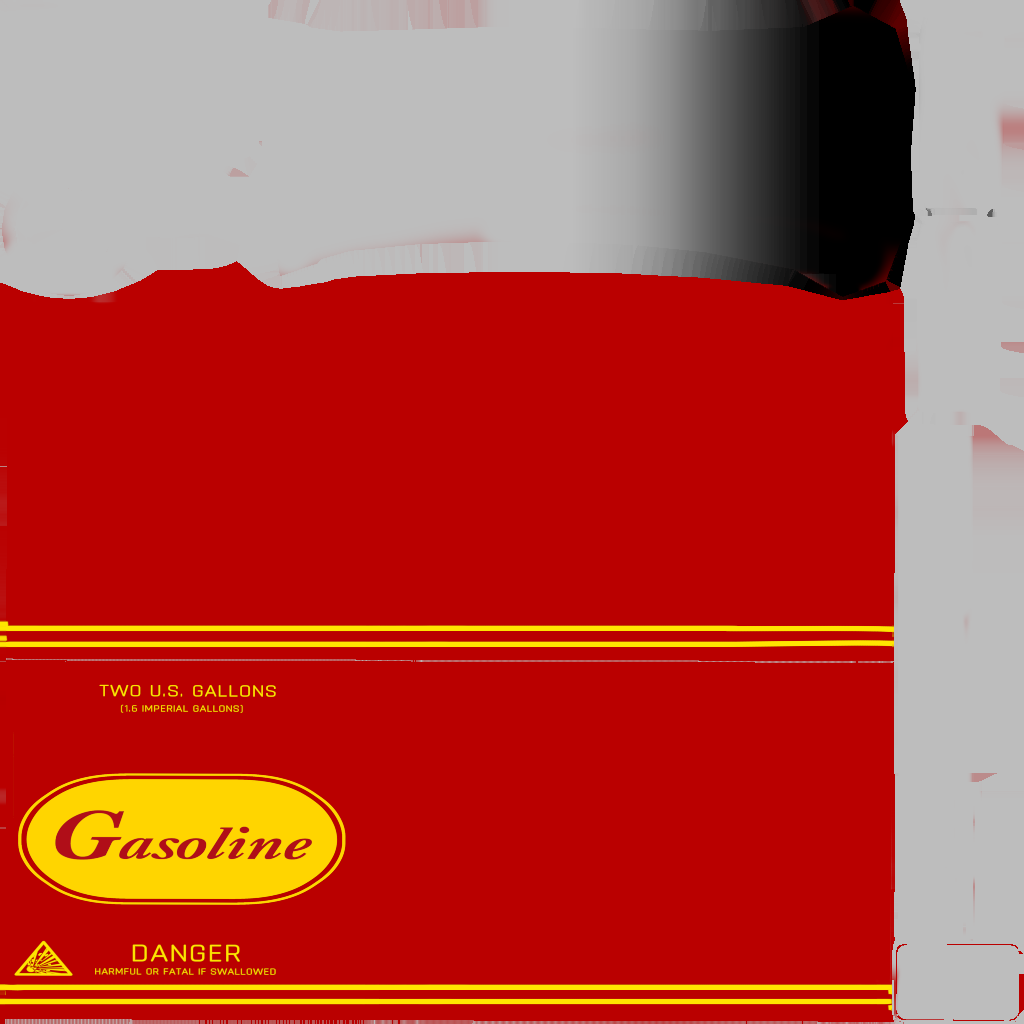 TWO U.S. GALLONS
(1.6 IMPERIAL GALLONS)
Gasoline
DANGER
HARMFUL OR FATAL IF SWALLOWED